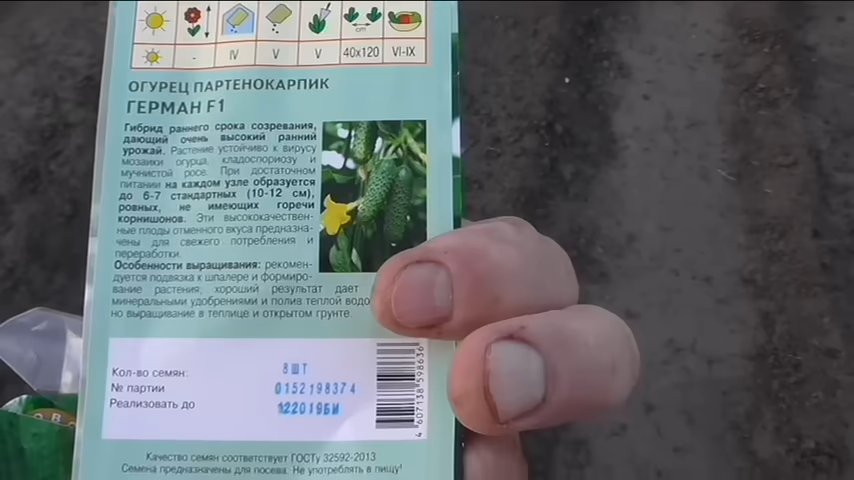 cm
- IV V V 40x120 VI-IX
ОГУРЕЦ ПАРТЕНОКАРПИК
ГЕРМАН F1
Гибрид раннего срока созревания,
дающий очень высокий ранний
урожай. Растение устойчиво к вирусу
мозаики огурца, кладоспориозу и
мучнистой росе. При достаточном
питании на каждом узле образуется
до 6-7 стандартных (10-12 см),
ровных, не имеющих горечи
корнишонов. Эти высококачествен-
ные плоды отменного вкуса предназна-
чены для свежего потребления и
переработки.
Особенности выращивания: рекомен-
дуется подвязка к шпалере и формиро-
вание растения; хороший результат дает
минеральными удобрениями и полив теплой водо
но выращивание в теплице и открытом грунте.
Кол-во семян: 8ШТ
№ партии 0152198374
Реализовать до 122019БМ
4607138598636
Качество семян соответствует ГОСТу 32592-2013
Семена предназначены для посева. Не употреблять в пищу!